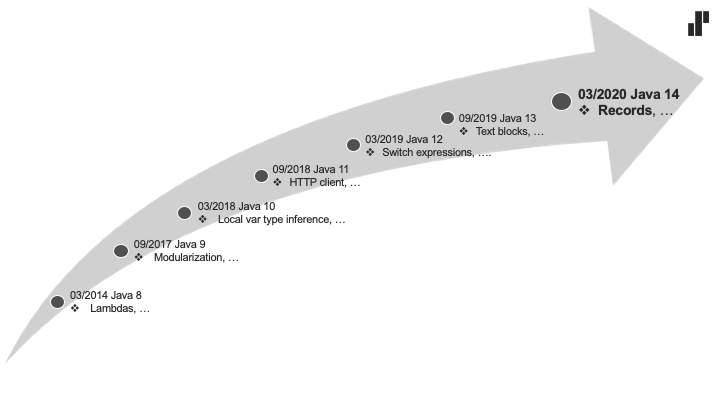 03/2020 Java 14
❖ Records, …
09/2019 Java 13
❖ Text blocks, …
03/2019 Java 12
❖ Switch expressions, ….
09/2018 Java 11
❖ HTTP client, …
03/2018 Java 10
❖ Local var type inference, …
09/2017 Java 9
❖ Modularization, …
03/2014 Java 8
❖ Lambdas, …